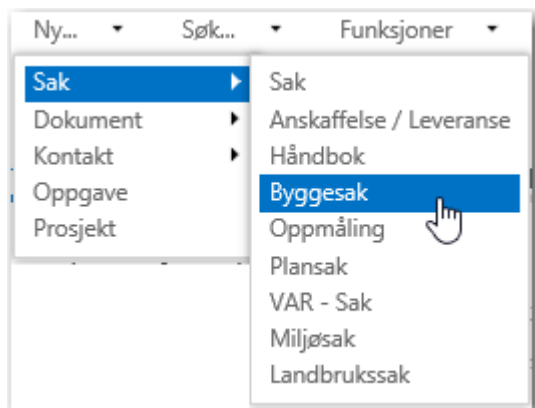 Ny... Søk... Funksjoner
Sak
Dokument
Kontakt
Oppgave
Prosjekt
Sak
Anskaffelse / Leveranse
Håndbok
Byggesak
Oppmåling
Plansak
VAR - Sak
Miljøsak
Landbrukssak